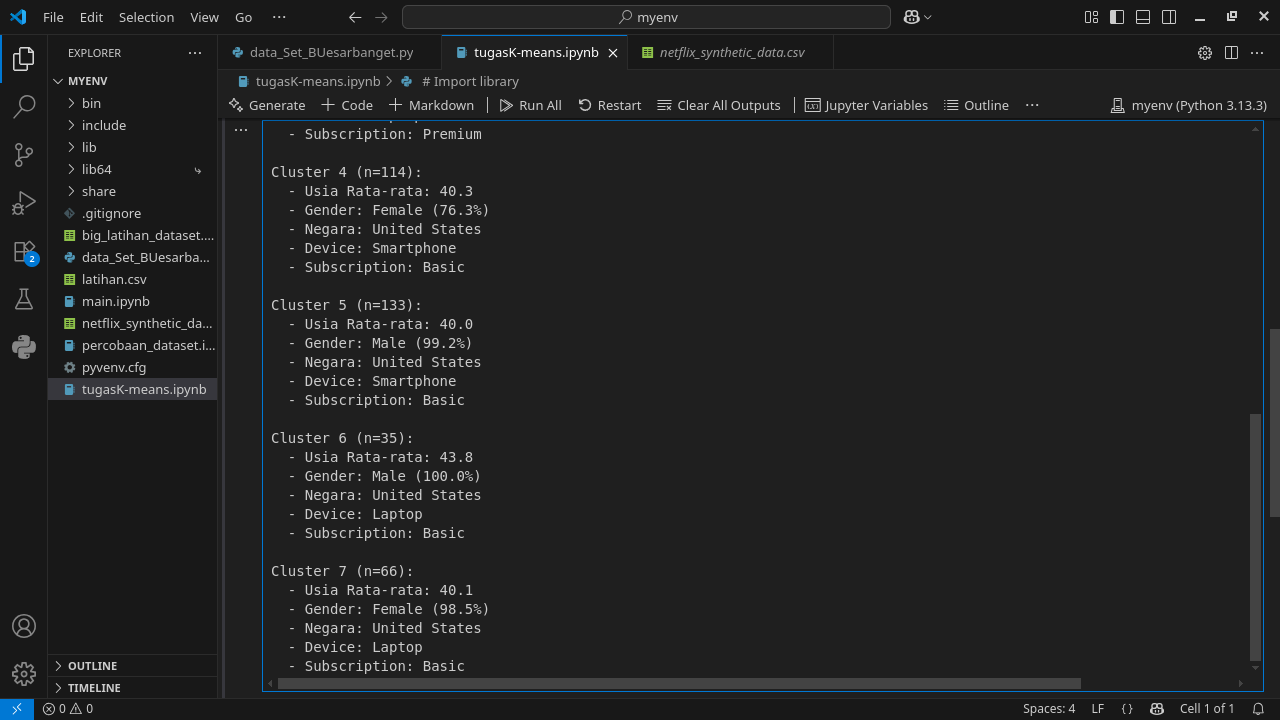 File Edit Selection View Go ··· myenv
EXPLORER ···
MYENV
bin
include
lib
lib64
share
.gitignore
big_latihan_dataset....
data_Set_BUesarba...
latihan.csv
main.ipynb
netflix_synthetic_da...
percobaan_dataset.i...
pyvenv.cfg
tugasK-means.ipynb
OUTLINE
TIMELINE
2
data_Set_BUesarbanget.py tugasK-means.ipynb netflix_synthetic_data.csv
tugasK-means.ipynb > # Import library
Generate + Code + Markdown Run All Restart Clear All Outputs Jupyter Variables Outline ··· myenv (Python 3.13.3)
- Subscription: Premium
Cluster 4 (n=114):
- Usia Rata-rata: 40.3
- Gender: Female (76.3%)
- Negara: United States
- Device: Smartphone
- Subscription: Basic
Cluster 5 (n=133):
- Usia Rata-rata: 40.0
- Gender: Male (99.2%)
- Negara: United States
- Device: Smartphone
- Subscription: Basic
Cluster 6 (n=35):
- Usia Rata-rata: 43.8
- Gender: Male (100.0%)
- Negara: United States
- Device: Laptop
- Subscription: Basic
Cluster 7 (n=66):
- Usia Rata-rata: 40.1
- Gender: Female (98.5%)
- Negara: United States
- Device: Laptop
- Subscription: Basic
0 0 Spaces: 4 LF {} Cell 1 of 1